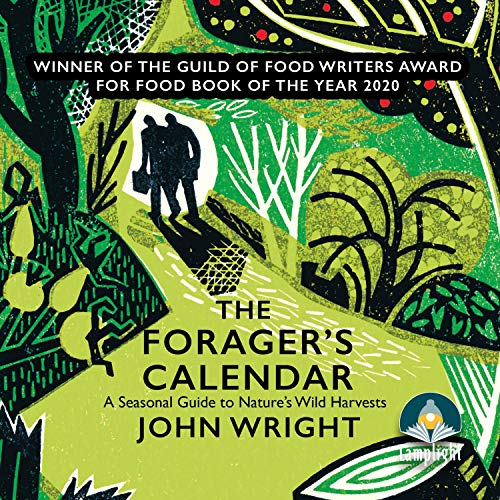 WINNER OF THE GUILD OF FOOD WRITERS AWARD
FOR FOOD BOOK OF THE YEAR 2020
THE
FORAGER'S
CALENDAR
A Seasonal Guide to Nature's Wild Harvests
JOHN WRIGHT
Lamplight